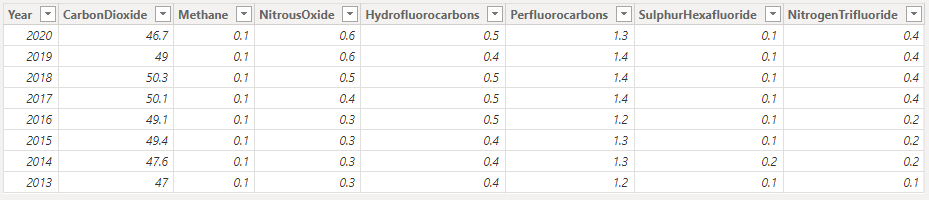 Year CarbonDioxide Methane NitrousOxide Hydrofluorocarbons Perfluorocarbons SulphurHexafluoride NitrogenTrifluoride
2020 46.7 0.1 0.6 0.5 1.3 0.1 0.4
2019 49 0.1 0.6 0.4 1.4 0.1 0.4
2018 50.3 0.1 0.5 0.5 1.4 0.1 0.4
2017 50.1 0.1 0.4 0.5 1.4 0.1 0.4
2016 49.1 0.1 0.3 0.5 1.2 0.1 0.2
2015 49.4 0.1 0.3 0.4 1.3 0.1 0.2
2014 47.6 0.1 0.3 0.4 1.3 0.2 0.2
2013 47 0.1 0.3 0.4 1.2 0.1 0.1